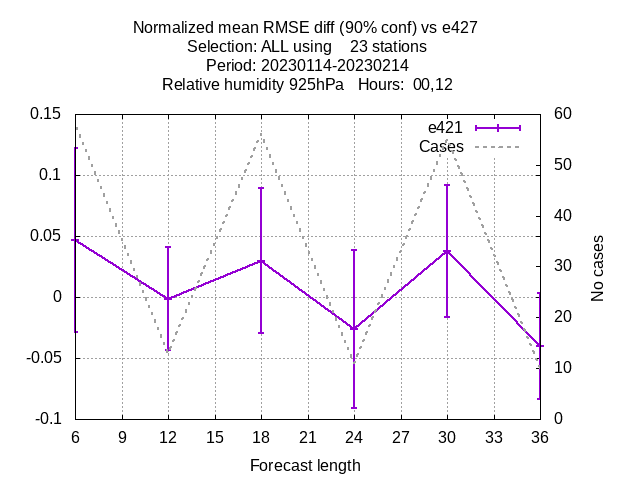 Normalized mean RMSE diff (90% conf) vs e427
Selection: ALL using    23 stations
Period: 20230114-20230214
Relative humidity 925hPa   Hours:  00,12
0.15
0.1
0.05
0
-0.05
-0.1
60
50
40
30
20
10
0
e421
Cases
No cases
6 9 12 15 18 21 24 27 30 33 36
Forecast length